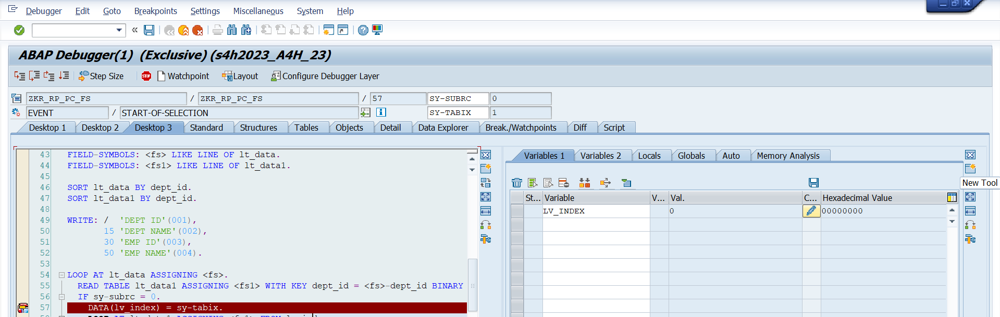 Debugger Edit Goto Breakpoints Settings Miscellaneous System Help
ABAP Debugger(1) (Exclusive) (s4h2023_A4H_23)
Step Size STOP Watchpoint Layout Configure Debugger Layer
ZKR_RP_PC_FS / ZKR_RP_PC_FS / 57 SY-SUBRC 0
EVENT / START-OF-SELECTION SY-TABIX 1
Desktop 1 Desktop 2 Desktop 3 Standard Structures Tables Objects Detail Data Explorer Break./Watchpoints Diff Script
43 FIELD-SYMBOLS: <fs> LIKE LINE OF lt_data.
44 FIELD-SYMBOLS: <fs1> LIKE LINE OF lt_data1.
45
46 SORT lt_data BY dept_id.
47 SORT lt_data1 BY dept_id.
48
49 WRITE: / 'DEPT ID'(001),
50 15 'DEPT NAME'(002),
51 30 'EMP ID'(003),
52 50 'EMP NAME'(004).
53
54 LOOP AT lt_data ASSIGNING <fs>.
55 READ TABLE lt_data1 ASSIGNING <fs1> WITH KEY dept_id = <fs>-dept_id BINARY
56 IF sy-subrc = 0.
57 DATA(lv_index) = sy-tabix.
Variables 1 Variables 2 Locals Globals Auto Memory Analysis
New Tool
St... Variable V... Val. C... Hexadecimal Value
LV_INDEX 0 00000000